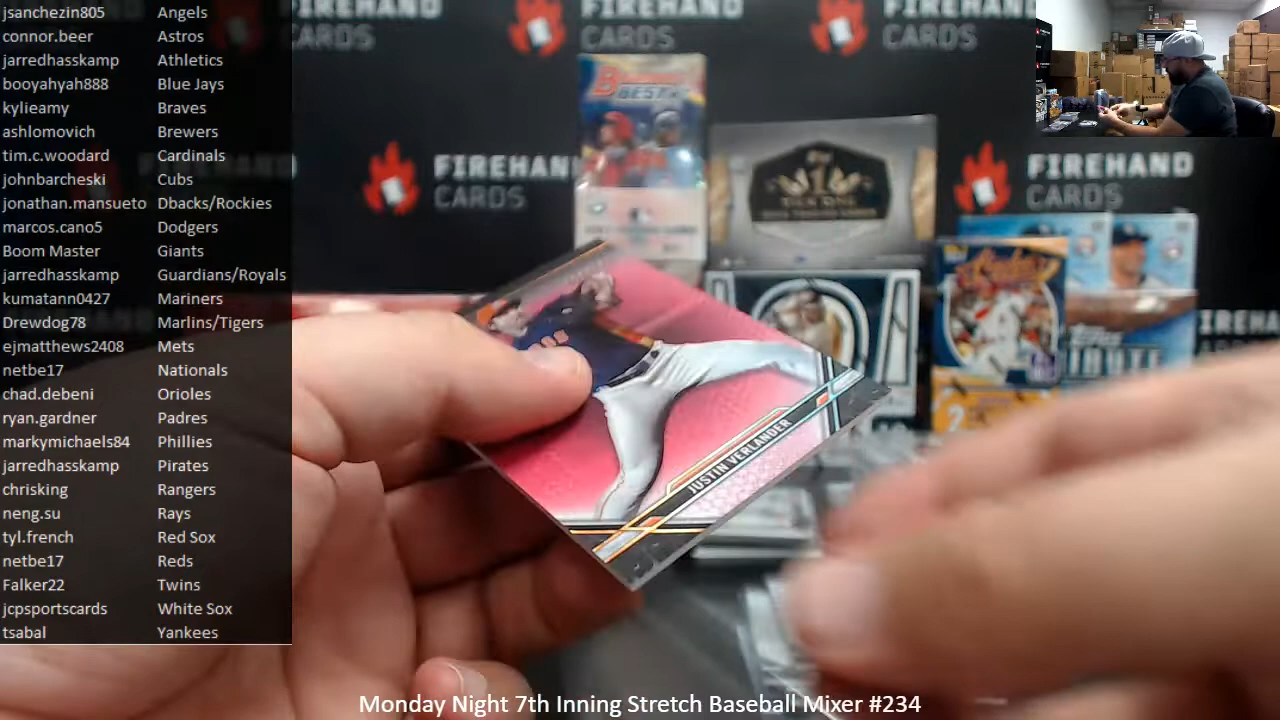 jsanchezin805 Angels
connor.beer Astros
jarredhasskamp Athletics
booyahyah888 Blue Jays
kylieamy Braves
ashlomovich Brewers
tim.c.woodard Cardinals
johnbarcheski Cubs
jonathan.mansueto Dbacks/Rockies
marcos.cano5 Dodgers
Boom Master Giants
jarredhasskamp Guardians/Royals
kumatann0427 Mariners
Drewdog78 Marlins/Tigers
ejmatthews2408 Mets
netbe17 Nationals
chad.debeni Orioles
ryan.gardner Padres
markymichaels84 Phillies
jarredhasskamp Pirates
chrisking Rangers
neng.su Rays
tyl.french Red Sox
netbe17 Reds
Falker22 Twins
jcpsportscards White Sox
tsabal Yankees
FIREHAND
CARDS
FIREHAND
CARDS
BEST
FIREHAND
CARDS
FIREHAND
CARDS
JUSTIN VERLANDER
Monday Night 7th Inning Stretch Baseball Mixer #234